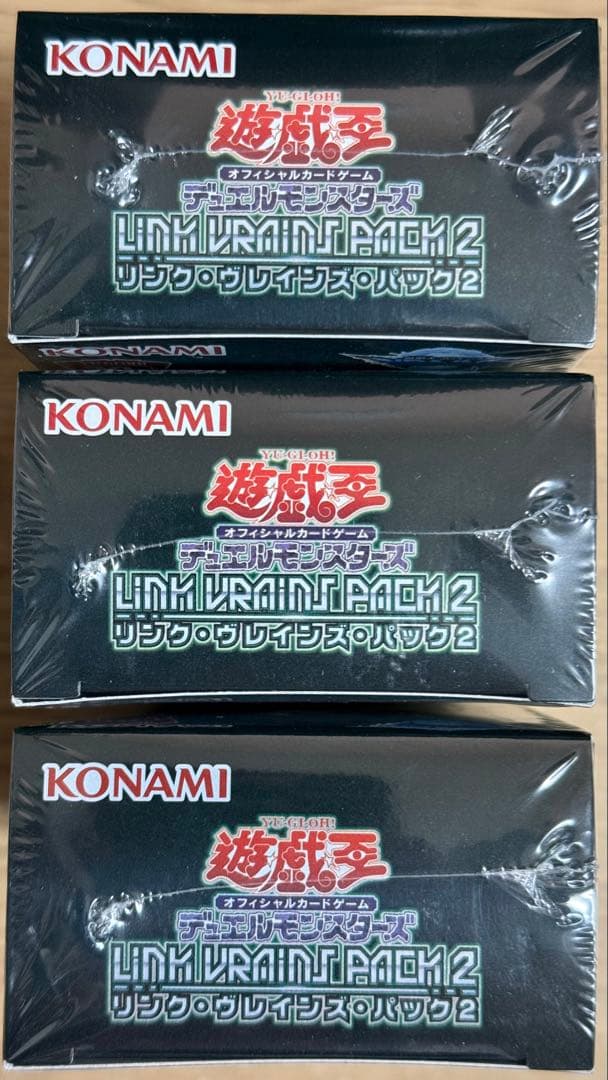 KONAMI
YU-GI-OH!
遊戯王
オフィシャルカードゲーム
デュエルモンスターズ
LINK VRAINS PACK 2
リンク・ヴレインズ・パック2
KONAMI
KONAMI
YU-GI-OH!
遊戯王
オフィシャルカードゲーム
デュエルモンスターズ
LINK VRAINS PACK 2
リンク・ヴレインズ・パック2
KONAMI
YU-GI-OH!
遊戯王
オフィシャルカードゲーム
デュエルモンスターズ
LINK VRAINS PACK 2
リンク・ヴレインズ・パック2